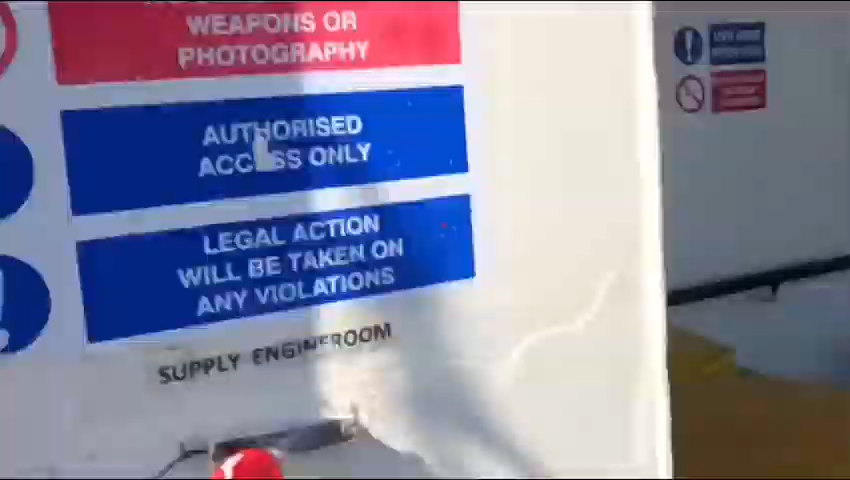 WEAPONS OR
PHOTOGRAPHY
AUTHORISED
ACCESS ONLY
LEGAL ACTION
WILL BE TAKEN ON
ANY VIOLATIONS
SUPPLY ENGINEROOM